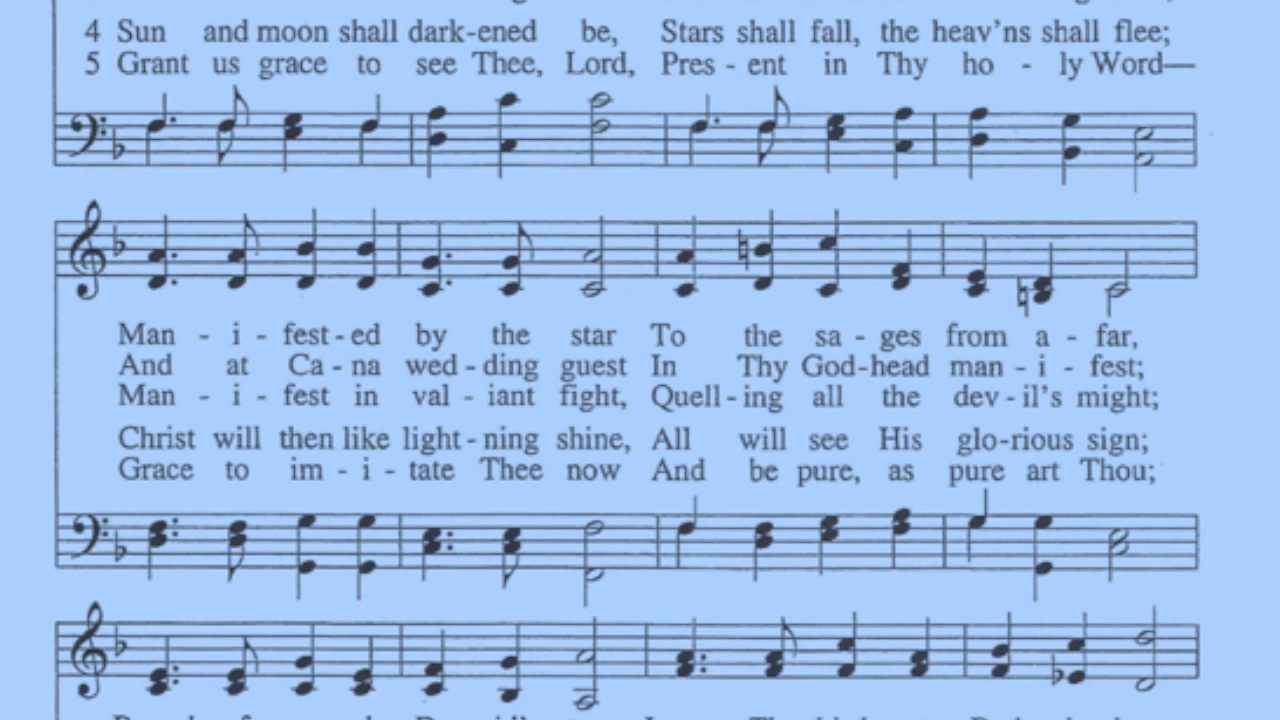 4 Sun and moon shall dark-ened be, Stars shall fall, the heav'ns shall flee;
5 Grant us grace to see Thee, Lord, Pres - ent in Thy ho - ly Word—
Man - i - fest - ed by the star To the sa - ges from a - far,
And at Ca - na wed - ding guest In Thy God-head man - i - fest;
Man - i - fest in val - iant fight, Quell - ing all the dev - il's might;
Christ will then like light - ning shine, All will see His glo-rious sign;
Grace to im - i - tate Thee now And be pure, as pure art Thou;